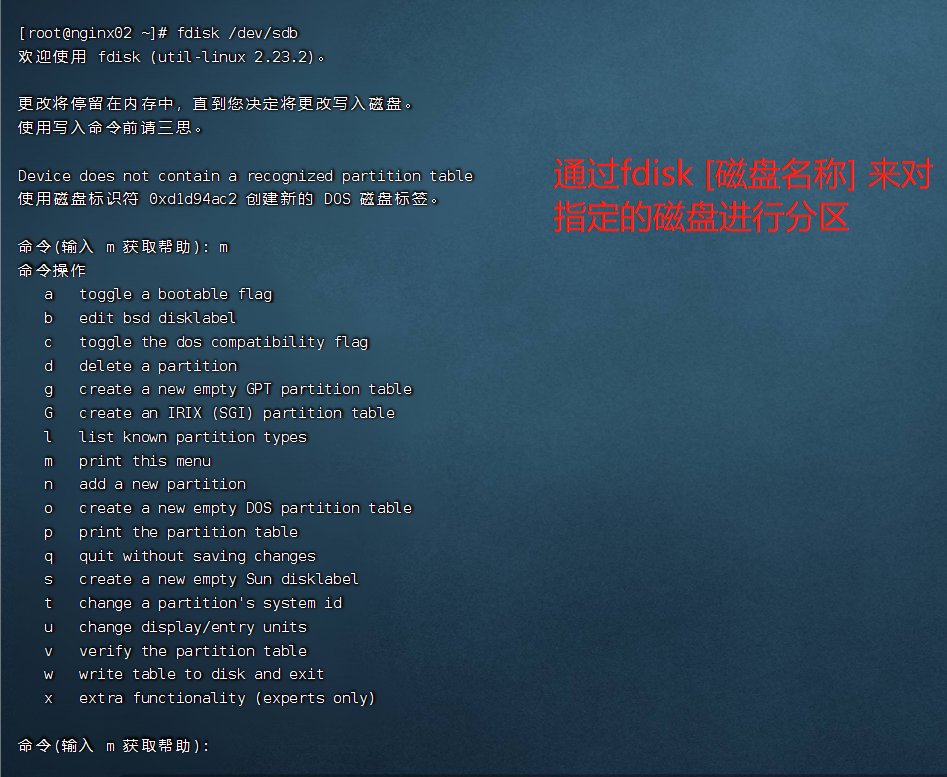 [root@nginx02 ~]# fdisk /dev/sdb
欢迎使用 fdisk (util-linux 2.23.2)。
更改将停留在内存中，直到您决定将更改写入磁盘。
使用写入命令前请三思。
Device does not contain a recognized partition table
使用磁盘标识符 0xd1d94ac2 创建新的 DOS 磁盘标签。
通过fdisk [磁盘名称] 来对
指定的磁盘进行分区
命令(输入 m 获取帮助)：m
命令操作
a   toggle a bootable flag
b   edit bsd disklabel
c   toggle the dos compatibility flag
d   delete a partition
g   create a new empty GPT partition table
G   create an IRIX (SGI) partition table
l   list known partition types
m   print this menu
n   add a new partition
o   create a new empty DOS partition table
p   print the partition table
q   quit without saving changes
s   create a new empty Sun disklabel
t   change a partition's system id
u   change display/entry units
v   verify the partition table
w   write table to disk and exit
x   extra functionality (experts only)
命令(输入 m 获取帮助)：